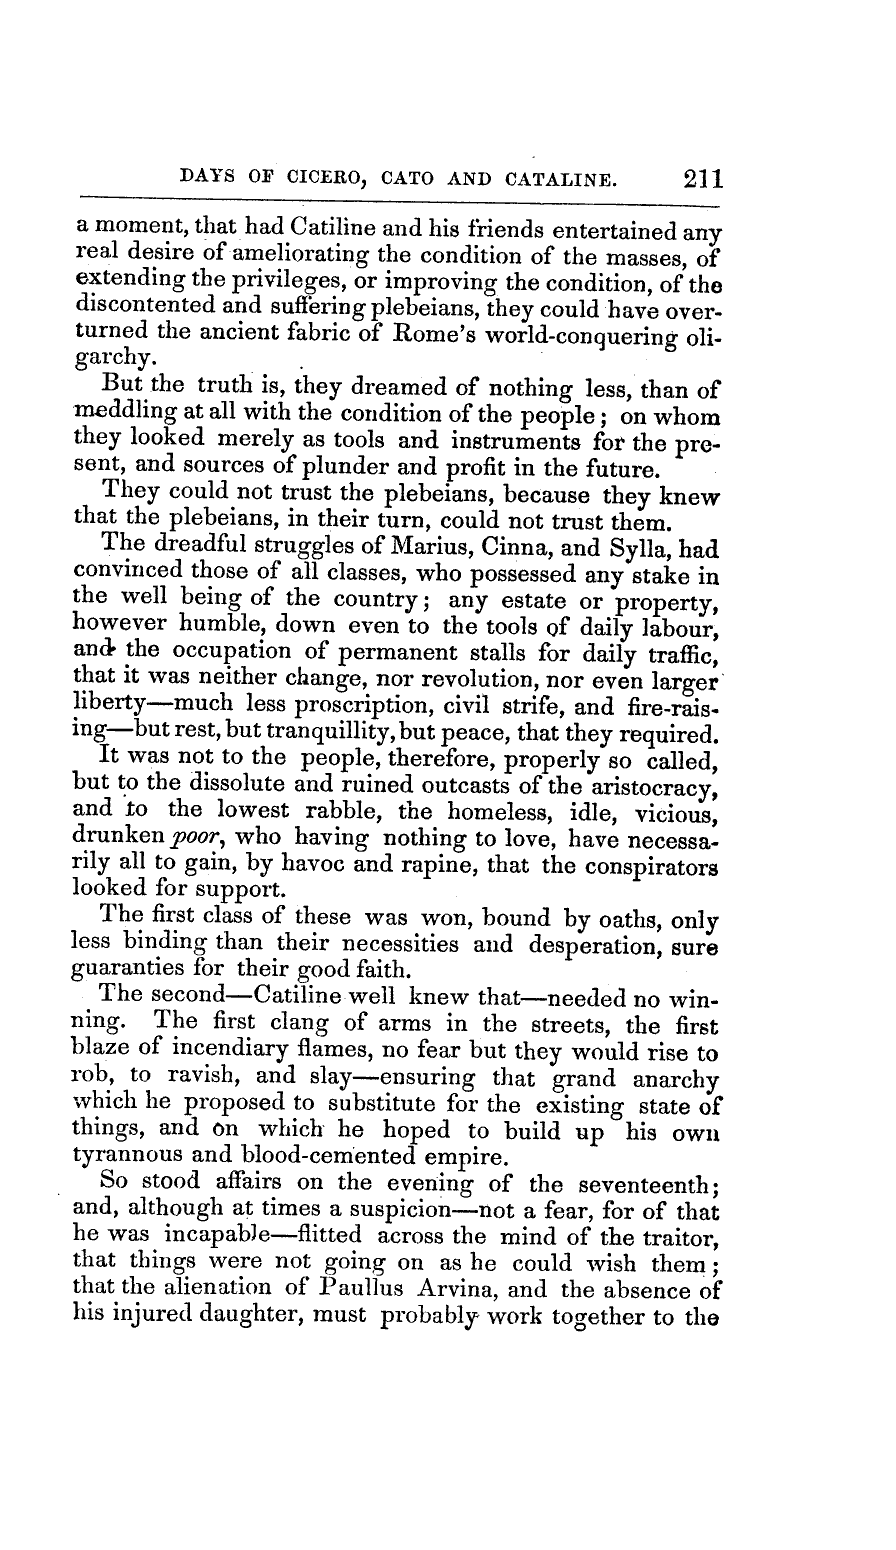 DAYS OF CICERO, CATO AND CATALINE. 211
a moment, that had Catiline and his friends entertained any
real desire of ameliorating the condition of the masses, of
extending the privileges, or improving the condition, of the
discontented and suffering plebeians, they could have over-
turned the ancient fabric of Rome's world-conquering oli-
garchy.
But the truth is, they dreamed of nothing less, than of
meddling at all with the condition of the people; on whom
they looked merely as tools and instruments for the pre-
sent, and sources of plunder and profit in the future.
They could not trust the plebeians, because they knew
that the plebeians, in their turn, could not trust them.
The dreadful struggles of Marius, Cinna, and Sylla, had
convinced those of all classes, who possessed any stake in
the well being of the country; any estate or property,
however humble, down even to the tools of daily labour,
and the occupation of permanent stalls for daily traffic,
that it was neither change, nor revolution, nor even larger
liberty—much less proscription, civil strife, and fire-rais-
ing—but rest, but tranquillity, but peace, that they required.
It was not to the people, therefore, properly so called,
but to the dissolute and ruined outcasts of the aristocracy,
and to the lowest rabble, the homeless, idle, vicious,
drunken poor, who having nothing to love, have necessa-
rily all to gain, by havoc and rapine, that the conspirators
looked for support.
The first class of these was won, bound by oaths, only
less binding than their necessities and desperation, sure
guaranties for their good faith.
The second—Catiline well knew that—needed no win-
ning. The first clang of arms in the streets, the first
blaze of incendiary flames, no fear but they would rise to
rob, to ravish, and slay—ensuring that grand anarchy
which he proposed to substitute for the existing state of
things, and on which he hoped to build up his own
tyrannous and blood-cemented empire.
So stood affairs on the evening of the seventeenth;
and, although at times a suspicion—not a fear, for of that
he was incapable—flitted across the mind of the traitor,
that things were not going on as he could wish them;
that the alienation of Paullus Arvina, and the absence of
his injured daughter, must probably work together to the